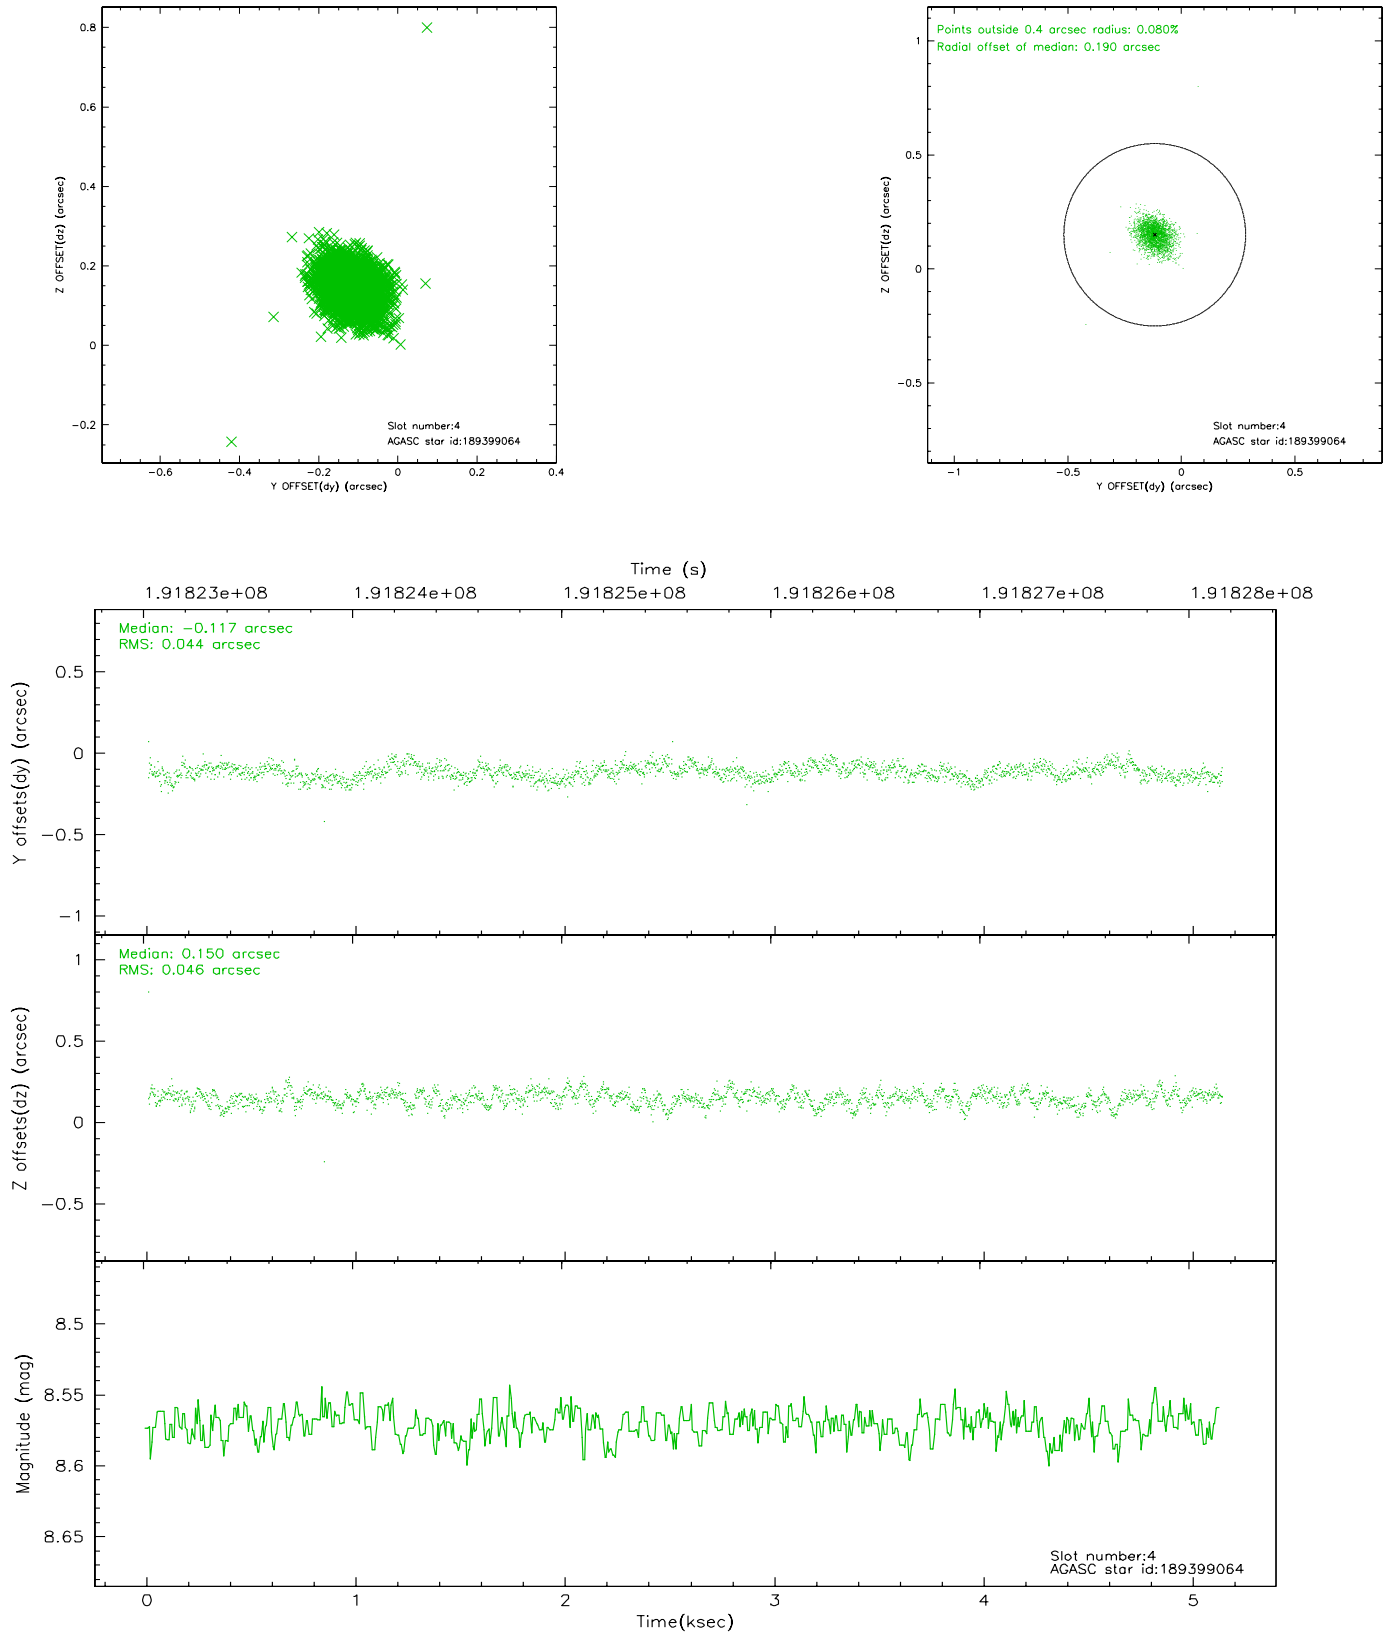 0.8
0.6
0.4
0.2
0
−0.2
Z OFFSET(dz) (arcsec)
−0.6
−0.4
−0.2
0
0.2
0.4
Y OFFSET(dy) (arcsec)
Slot number:4
AGASC star id:189399064
Points outside 0.4 arcsec radius: 0.080%
Radial offset of median: 0.190 arcsec
1
0.5
0
−0.5
Z OFFSET(dz) (arcsec)
−1
−0.5
0
0.5
Y OFFSET(dy) (arcsec)
Slot number:4
AGASC star id:189399064
Time (s)
1.91823e+08
1.91824e+08
1.91825e+08
1.91826e+08
1.91827e+08
1.91828e+08
Median: −0.117 arcsec
RMS: 0.044 arcsec
0.5
0
−0.5
−1
Y offsets(dy) (arcsec)
Median: 0.150 arcsec
RMS: 0.046 arcsec
1
0.5
0
−0.5
Z offsets(dz) (arcsec)
8.5
8.55
8.6
8.65
Magnitude (mag)
Slot number:4
AGASC star id:189399064
0
1
2
3
4
5
Time(ksec)